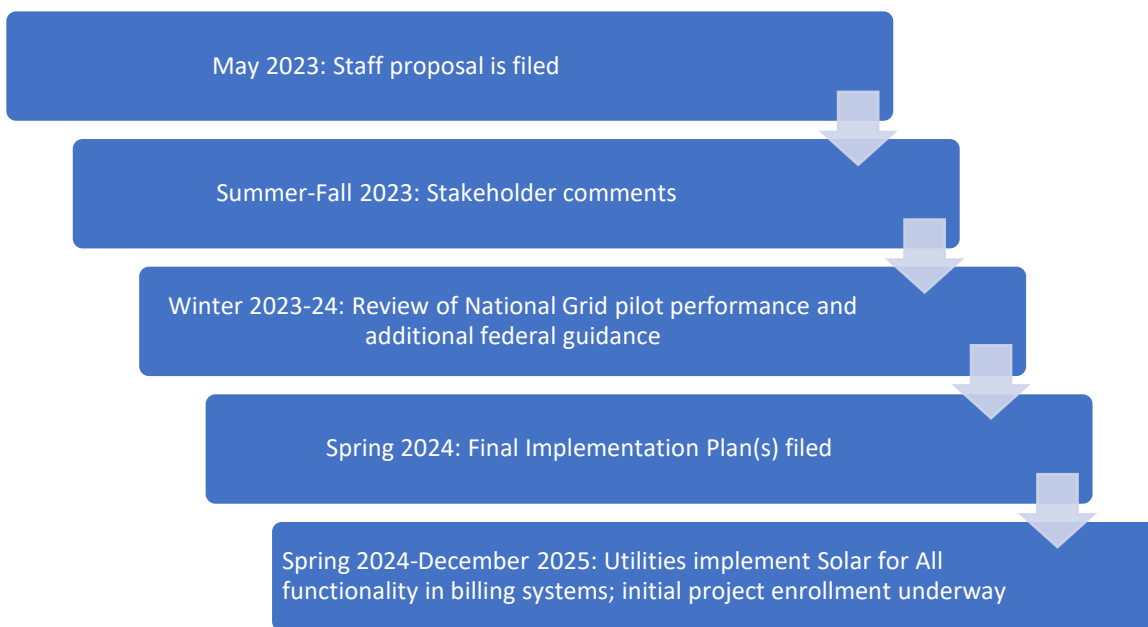 May 2023: Staff proposal is filed
Summer-Fall 2023: Stakeholder comments
Winter 2023-24: Review of National Grid pilot performance and
additional federal guidance
Spring 2024: Final Implementation Plan(s) filed
Spring 2024-December 2025: Utilities implement Solar for All
functionality in billing systems; initial project enrollment underway